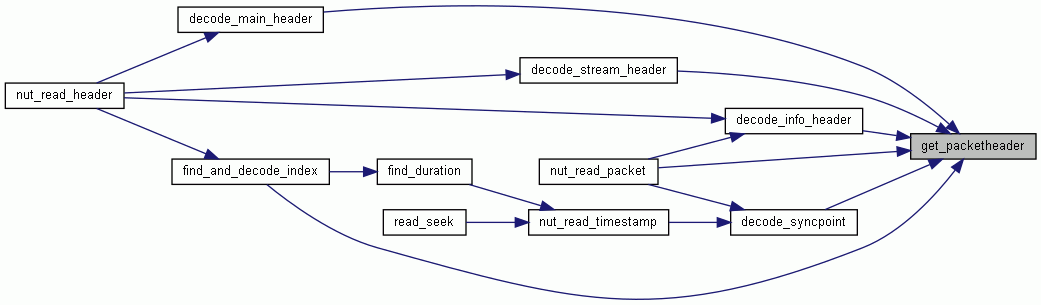 decode_main_header
decode_stream_header
nut_read_header
decode_info_header
get_packetheader
find_and_decode_index
find_duration
nut_read_packet
read_seek
nut_read_timestamp
decode_syncpoint